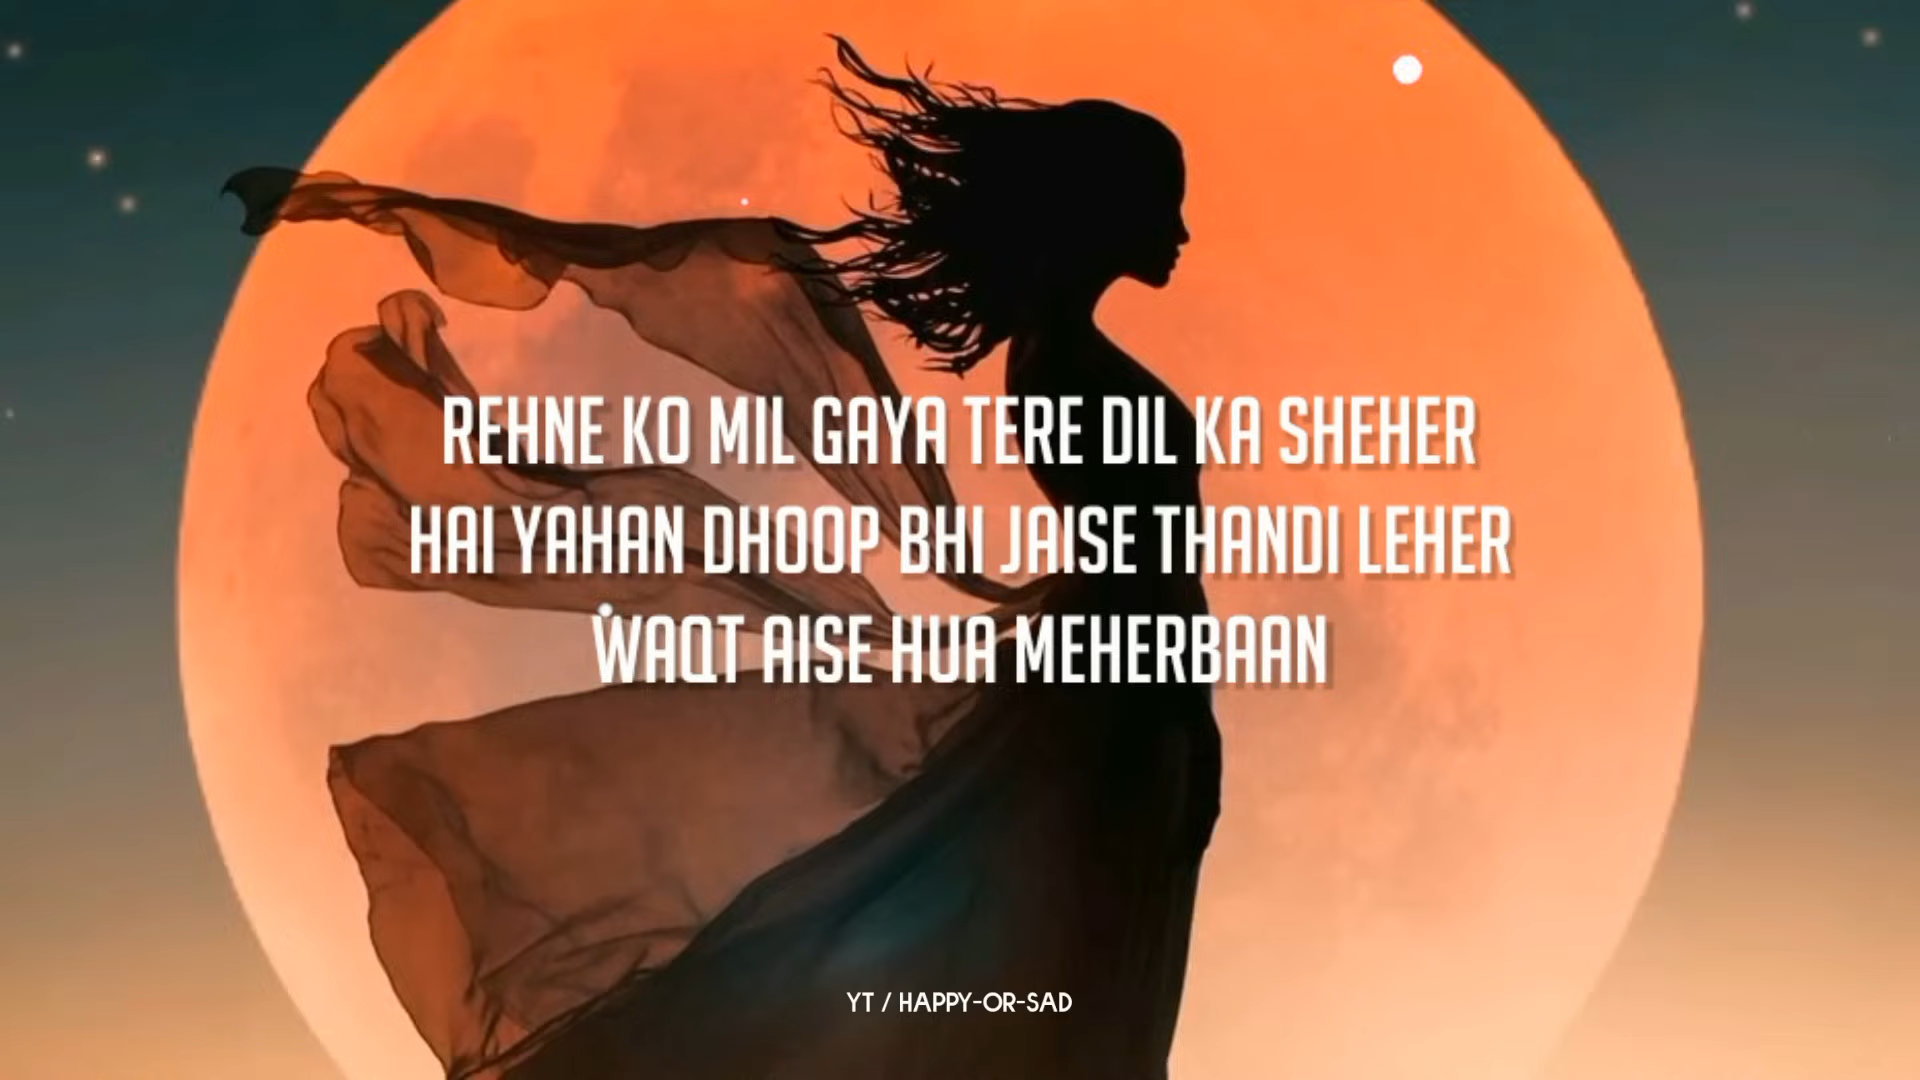 REHNE KO MIL GAYA TERE DIL KA SHEHER
HAI YAHAN DHOOP BHI JAISE THANDI LEHER
WAQT AISE HUA MEHERBAAN
YT / HAPPY-OR-SAD